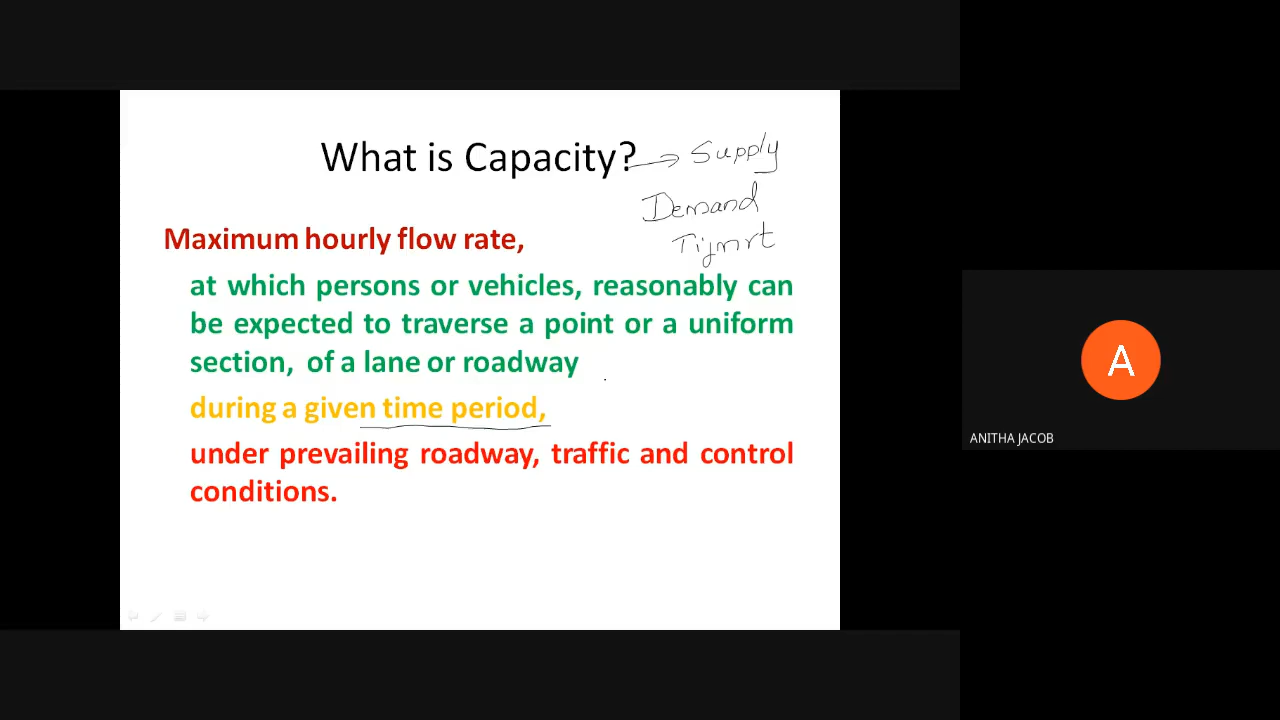 What is Capacity?
Supply
Demand
Maximum hourly flow rate,
at which persons or vehicles, reasonably can
be expected to traverse a point or a uniform
section, of a lane or roadway
during a given time period,
under prevailing roadway, traffic and control
conditions.
A
ANITHA JACOB